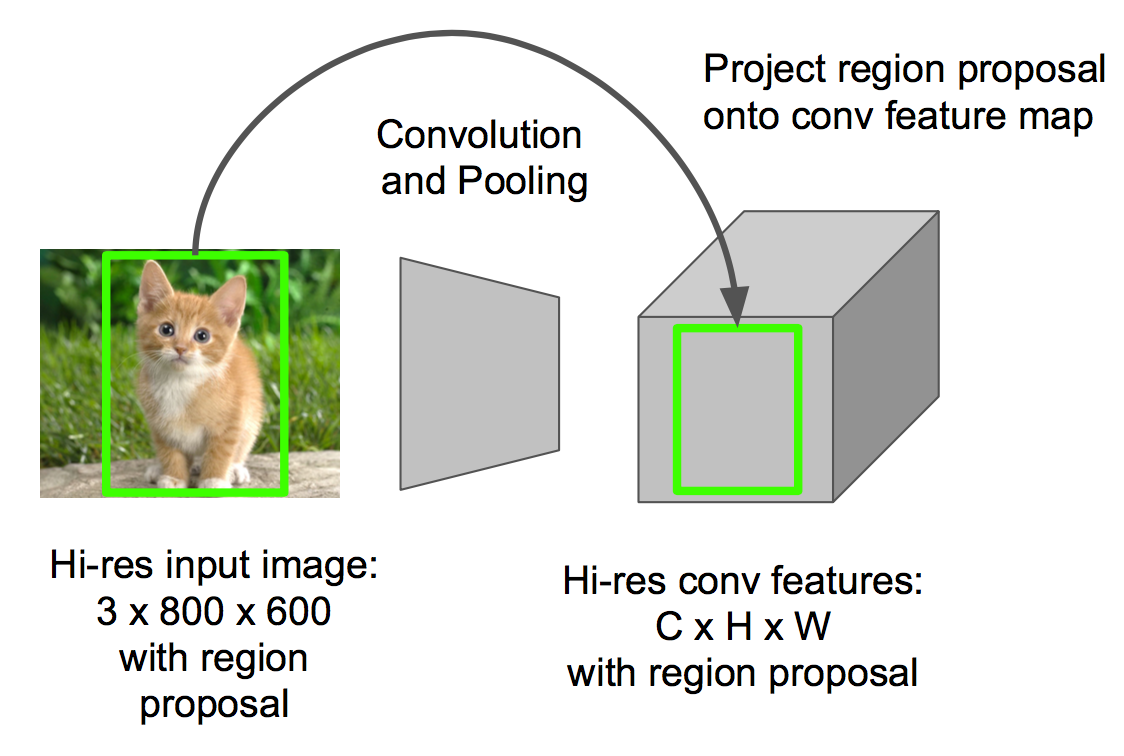 Project region proposal
onto conv feature map
Convolution
and Pooling
Hi-res input image:
3 x 800 x 600
with region
proposal
Hi-res conv features:
C x H x W
with region proposal